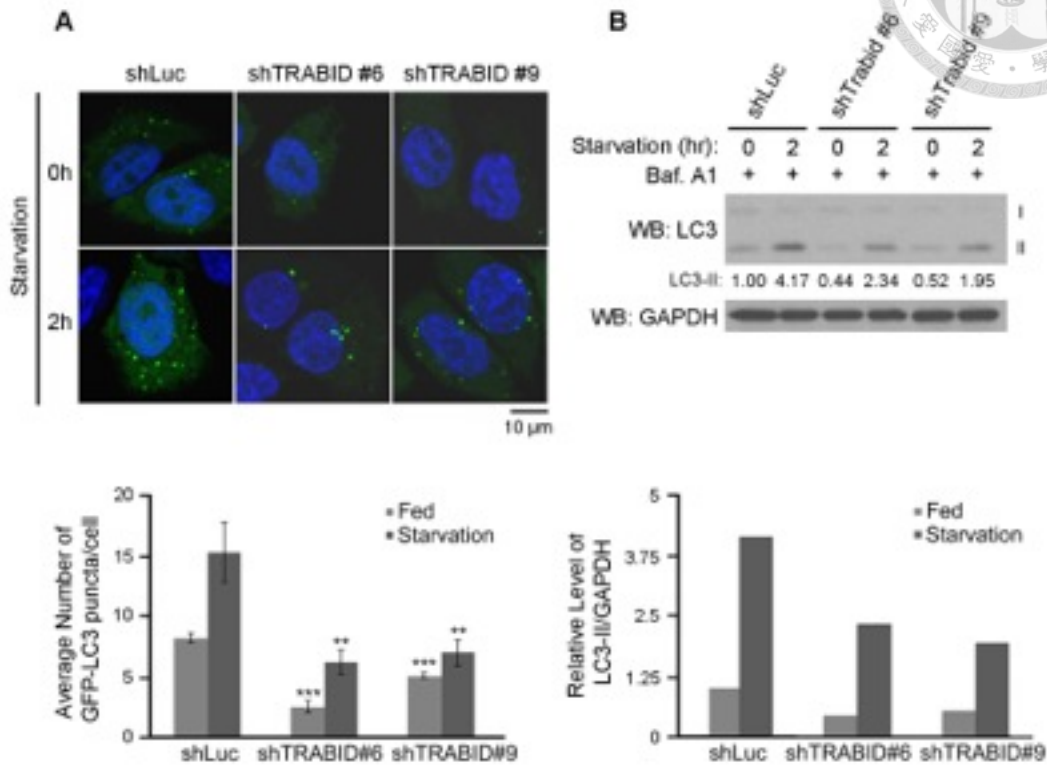 A
shLuc shTRABID #6 shTRABID #9
Starvation
0h
2h
10 µm
B
shLuc shTrabid #6 shTrabid #9
Starvation (hr): 0 2 0 2 0 2
Baf. A1 + + + + + +
WB: LC3
I
II
LC3-II: 1.00 4.17 0.44 2.34 0.52 1.95
WB: GAPDH
Average Number of
GFP-LC3 puncta/cell
20
15
10
5
0
Fed
Starvation
*** ** *** **
shLuc shTRABID#6 shTRABID#9
Relative Level of
LC3-II/GAPDH
5
3.75
2.5
1.25
0
Fed
Starvation
shLuc shTRABID#6 shTRABID#9
愛 國 愛